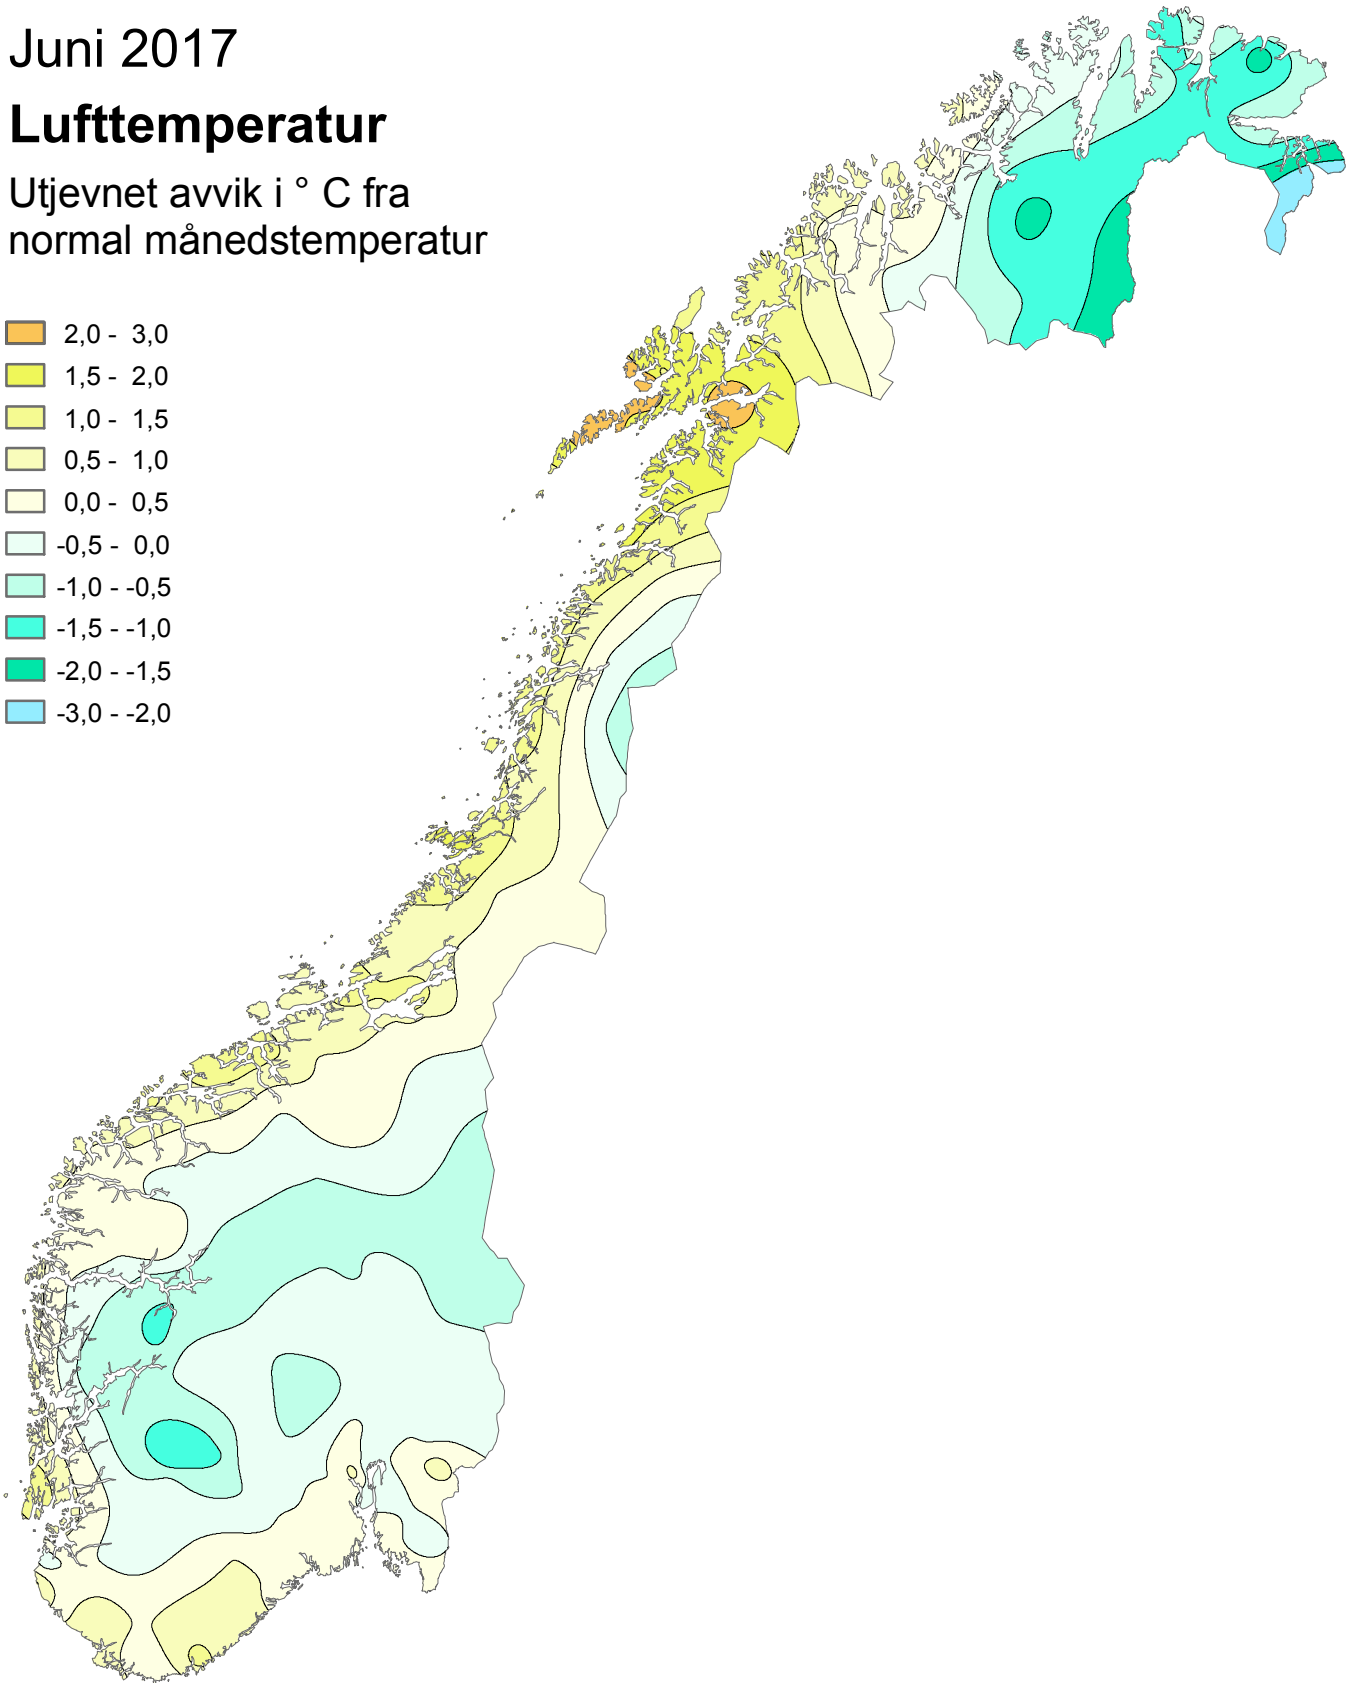 Juni 2017
Lufttemperatur
Utjevnet avvik i ° C fra
normal månedstemperatur
2,0 - 3,0
1,5 - 2,0
1,0 - 1,5
0,5 - 1,0
0,0 - 0,5
-0,5 - 0,0
-1,0 - -0,5
-1,5 - -1,0
-2,0 - -1,5
-3,0 - -2,0